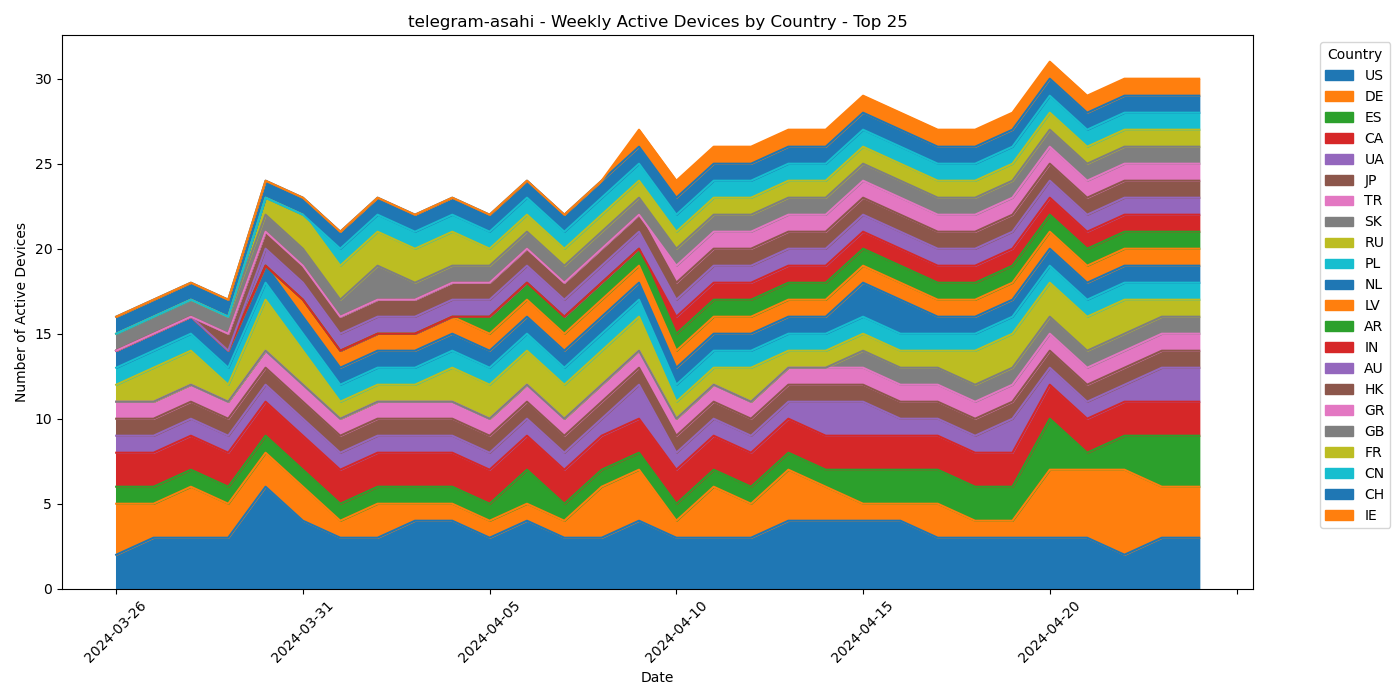 telegram-asahi - Weekly Active Devices by Country - Top 25
Number of Active Devices
30
25
20
15
10
5
0
2024-03-26
2024-03-31
2024-04-05
2024-04-10
2024-04-15
2024-04-20
Date
Country
US
DE
ES
CA
UA
JP
TR
SK
RU
PL
NL
LV
AR
IN
AU
HK
GR
GB
FR
CN
CH
IE